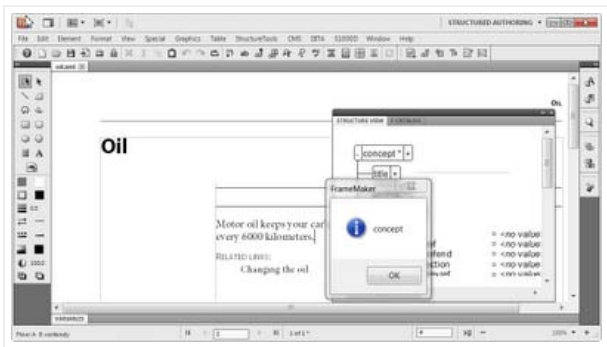 STRUCTURED AUTHORING
File Edit Element Format View Special Graphics Table StructureTools CMS DITA S1000D Window Help
oil.xml
STRUCTURE VIEW
Oil
concept
title
FrameMaker
concept
OK
Motor oil keeps your car's
every 6000 kilometers.
RELATED LINKS:
Changing the oil
= <no value
= <no value
= <no value
= <no value
VARIABLES
1
1 of 1 *
100%